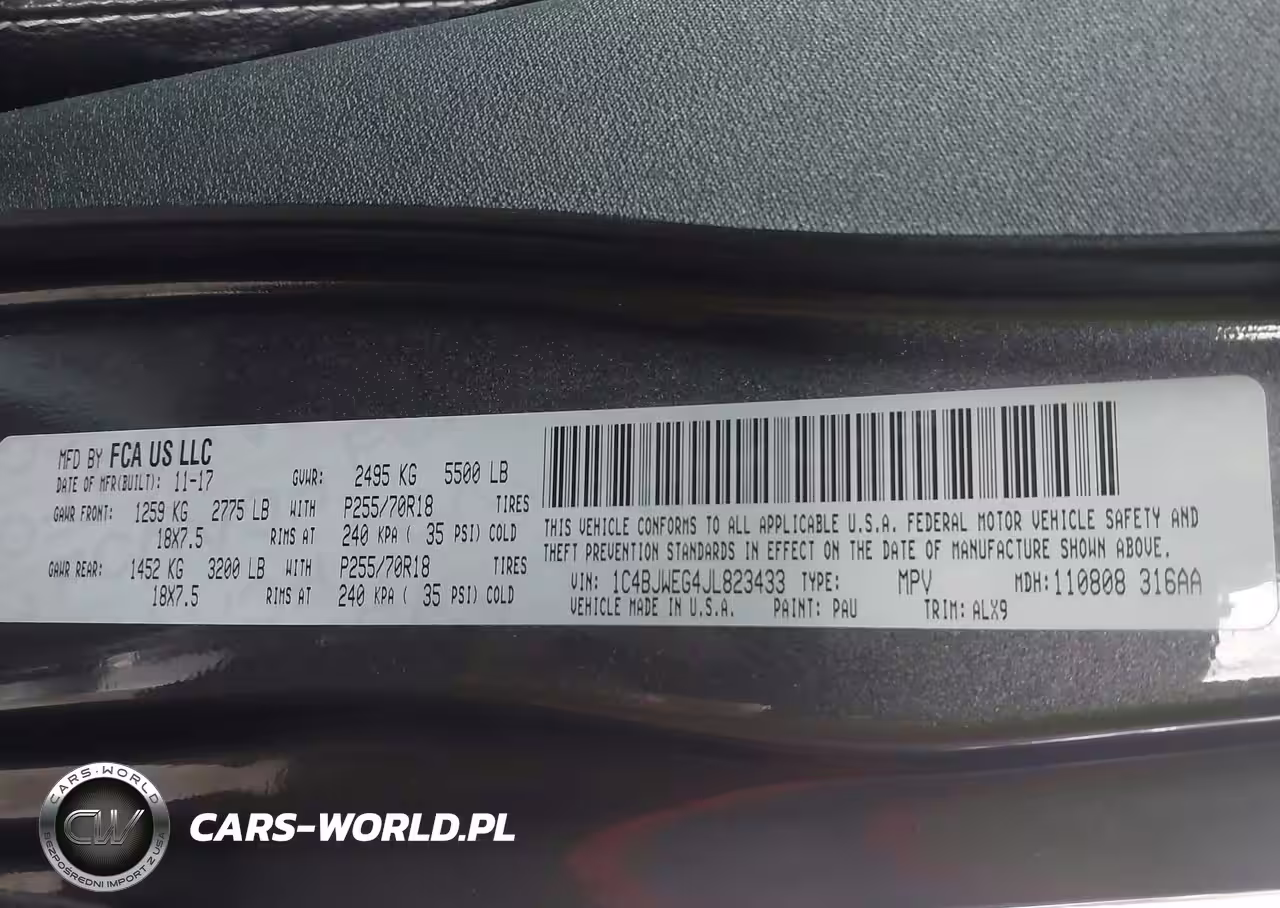 MFD BY FCA US LLC
DATE OF MFR(BUILT): 11-17
GVWR: 2495 KG 5500 LB
GAWR FRONT: 1259 KG 2775 LB WITH P255/70R18 TIRES
18X7.5 RIMS AT 240 KPA ( 35 PSI) COLD
GAWR REAR: 1452 KG 3200 LB WITH P255/70R18 TIRES
18X7.5 RIMS AT 240 KPA ( 35 PSI) COLD
THIS VEHICLE CONFORMS TO ALL APPLICABLE U.S.A. FEDERAL MOTOR VEHICLE SAFETY AND
THEFT PREVENTION STANDARDS IN EFFECT ON THE DATE OF MANUFACTURE SHOWN ABOVE.
VIN: 1C4BJWEG4JL823433 TYPE: MPV MDH:110808 316AA
VEHICLE MADE IN U.S.A. PAINT: PAU TRIM: ALX9
CARS-WORLD
CW
BEZPOŚREDNI IMPORT Z USA
CARS-WORLD.PL